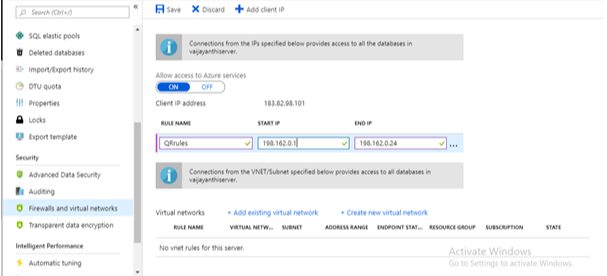 Search (Ctrl+/)
«
Save
Discard
Add client IP
SQL elastic pools
Deleted databases
Import/Export history
DTU quota
Properties
Locks
Export template
Security
Advanced Data Security
Auditing
Firewalls and virtual networks
Transparent data encryption
Intelligent Performance
Automatic tuning
Connections from the IPs specified below provides access to all the databases in
vaijayanthiserver.
Allow access to Azure services
ON OFF
Client IP address 183.82.98.101
RULE NAME START IP END IP
QRrules 198.162.0.1 198.162.0.24 ...
Connections from the VNET/Subnet specified below provides access to all databases in
vaijayanthiserver.
Virtual networks + Add existing virtual network + Create new virtual network
RULE NAME VIRTUAL NETW... SUBNET ADDRESS RANGE ENDPOINT STAT... RESOURCE GROUP SUBSCRIPTION STATE
No vnet rules for this server.
Activate Windows
Go to Settings to activate Windows.